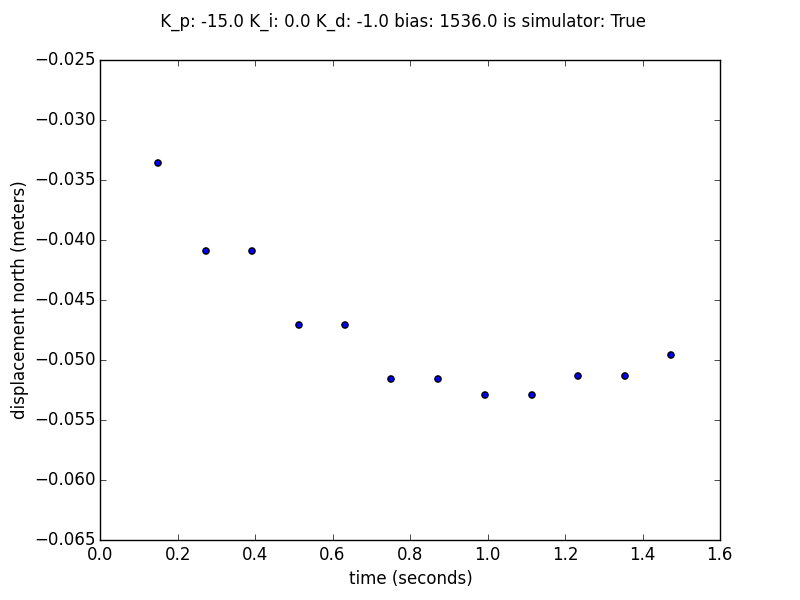 K_p: -15.0 K_i: 0.0 K_d: -1.0 bias: 1536.0 is simulator: True
−0.025
−0.030
−0.035
−0.040
−0.045
−0.050
−0.055
−0.060
−0.065
displacement north (meters)
0.0 0.2 0.4 0.6 0.8 1.0 1.2 1.4 1.6
time (seconds)